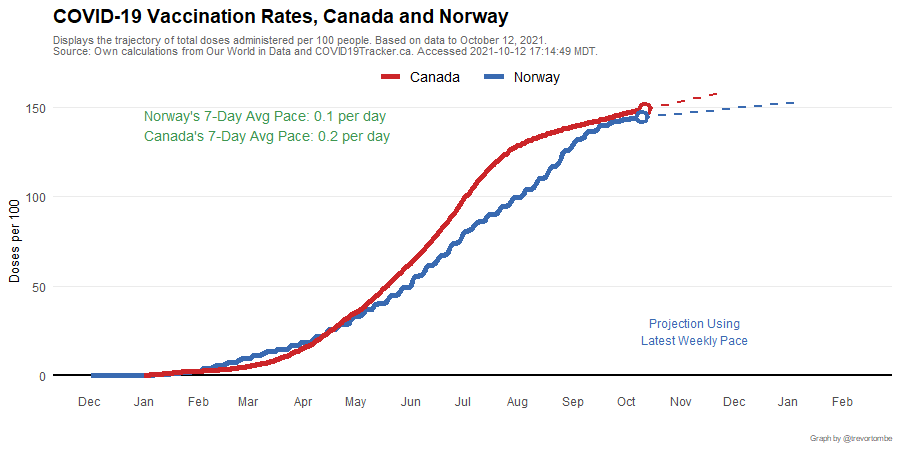 COVID-19 Vaccination Rates, Canada and Norway
Displays the trajectory of total doses administered per 100 people. Based on data to October 12, 2021.
Source: Own calculations from Our World in Data and COVID19Tracker.ca. Accessed 2021-10-12 17:14:49 MDT.
Canada Norway
Norway's 7-Day Avg Pace: 0.1 per day
Canada's 7-Day Avg Pace: 0.2 per day
Doses per 100
150
100
50
0
Projection Using
Latest Weekly Pace
Dec Jan Feb Mar Apr May Jun Jul Aug Sep Oct Nov Dec Jan Feb
Graph by @trevortombe